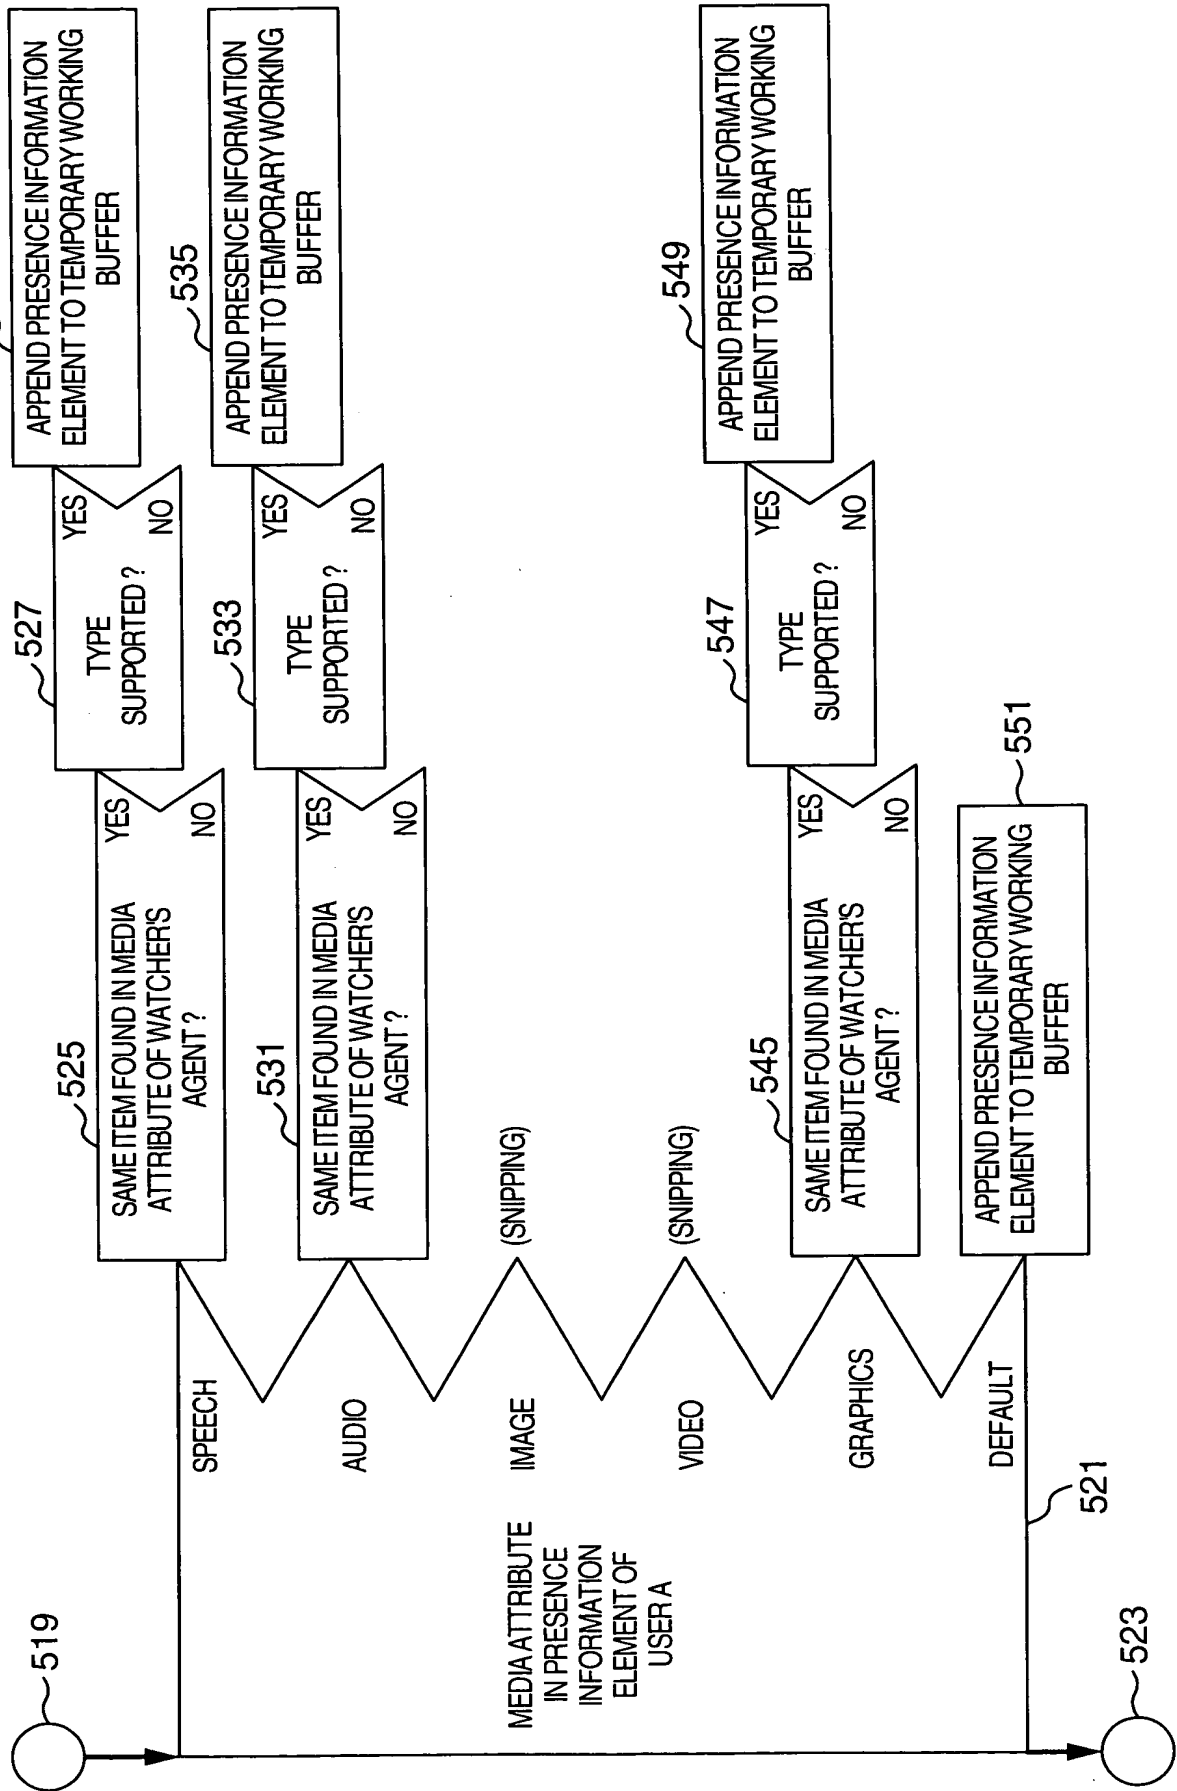 519
MEDIA ATTRIBUTE
IN PRESENCE
INFORMATION
ELEMENT OF
USER A
521
523
SPEECH
525
SAME ITEM FOUND IN MEDIA
ATTRIBUTE OF WATCHER'S
AGENT?
YES
NO
527
TYPE
SUPPORTED?
YES
NO
APPEND PRESENCE INFORMATION
ELEMENT TO TEMPORARY WORKING
BUFFER
AUDIO
531
SAME ITEM FOUND IN MEDIA
ATTRIBUTE OF WATCHER'S
AGENT?
YES
NO
533
TYPE
SUPPORTED?
YES
NO
535
APPEND PRESENCE INFORMATION
ELEMENT TO TEMPORARY WORKING
BUFFER
IMAGE
(SNIPPING)
VIDEO
(SNIPPING)
GRAPHICS
545
SAME ITEM FOUND IN MEDIA
ATTRIBUTE OF WATCHER'S
AGENT?
YES
NO
547
TYPE
SUPPORTED?
YES
NO
549
APPEND PRESENCE INFORMATION
ELEMENT TO TEMPORARY WORKING
BUFFER
DEFAULT
APPEND PRESENCE INFORMATION
ELEMENT TO TEMPORARY WORKING
BUFFER
551